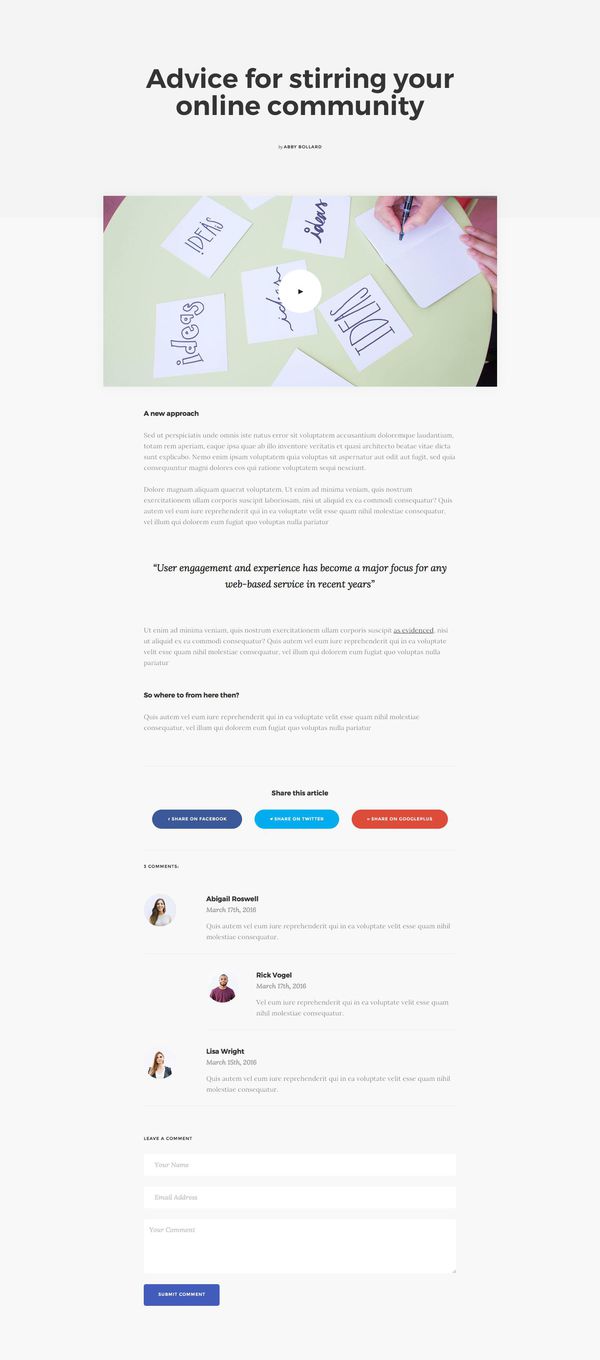 Advice for stirring your
online community
by ABBY BOLLARD
IDEAS
ideas
ideas
ideas
IDEAS
A new approach
Sed ut perspiciatis unde omnis iste natus error sit voluptatem accusantium doloremque laudantium,
totam rem aperiam, eaque ipsa quae ab illo inventore veritatis et quasi architecto beatae vitae dicta
sunt explicabo. Nemo enim ipsam voluptatem quia voluptas sit aspernatur aut odit aut fugit, sed quia
consequuntur magni dolores eos qui ratione voluptatem sequi nesciunt.
Dolore magnam aliquam quaerat voluptatem. Ut enim ad minima veniam, quis nostrum
exercitationem ullam corporis suscipit laboriosam, nisi ut aliquid ex ea commodi consequatur? Quis
autem vel eum iure reprehenderit qui in ea voluptate velit esse quam nihil molestiae consequatur,
vel illum qui dolorem eum fugiat quo voluptas nulla pariatur
“User engagement and experience has become a major focus for any
web-based service in recent years”
Ut enim ad minima veniam, quis nostrum exercitationem ullam corporis suscipit as evidenced, nisi
ut aliquid ex ea commodi consequatur? Quis autem vel eum iure reprehenderit qui in ea voluptate
velit esse quam nihil molestiae consequatur, vel illum qui dolorem eum fugiat quo voluptas nulla
pariatur
So where to from here then?
Quis autem vel eum iure reprehenderit qui in ea voluptate velit esse quam nihil molestiae
consequatur, vel illum qui dolorem eum fugiat quo voluptas nulla pariatur
Share this article
SHARE ON FACEBOOK
SHARE ON TWITTER
SHARE ON GOOGLEPLUS
3 COMMENTS:
Abigail Roswell
March 17th, 2016
Quis autem vel eum iure reprehenderit qui in ea voluptate velit esse quam nihil
molestiae consequatur.
Rick Vogel
March 17th, 2016
Vel eum iure reprehenderit qui in ea voluptate velit esse quam nihil
nihil molestiae consequatur.
Lisa Wright
March 15th, 2016
Quis autem vel eum iure reprehenderit qui in ea voluptate velit esse quam nihil
molestiae consequatur.
LEAVE A COMMENT
Your Name
Email Address
Your Comment
SUBMIT COMMENT